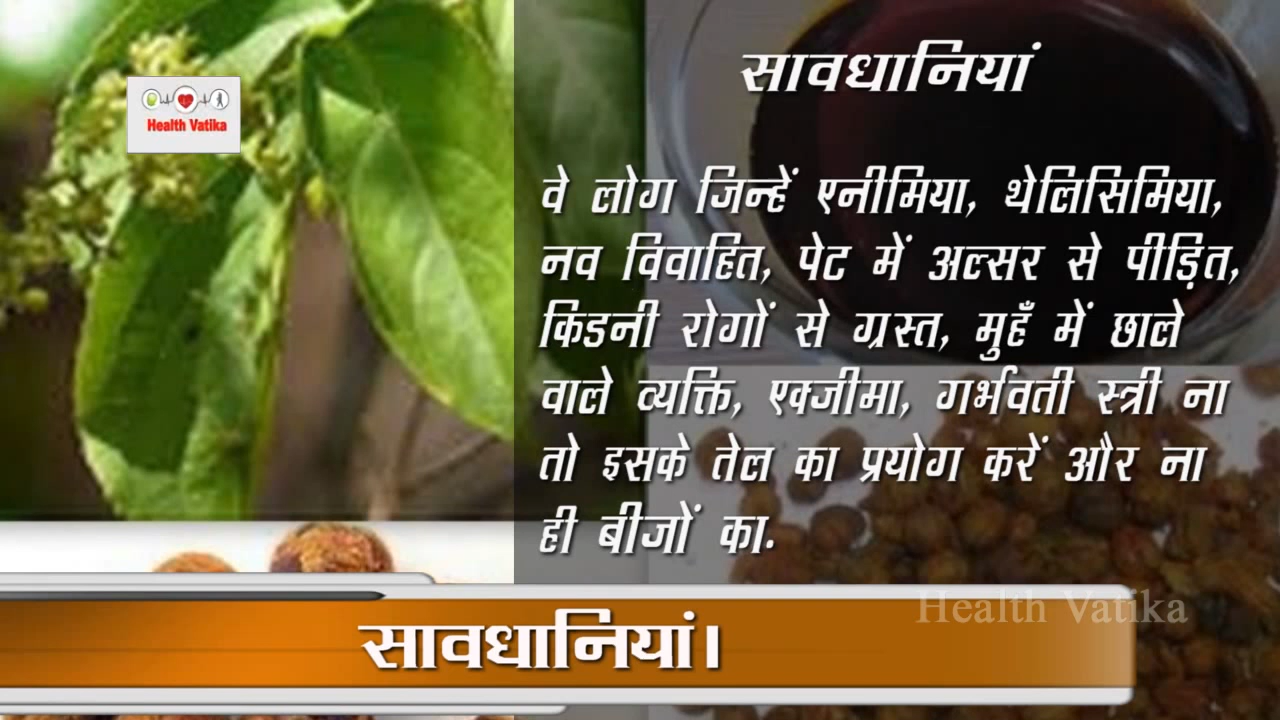 Health Vatika
सावधानियां
वे लोग जिन्हें एनीमिया, थेलिसिमिया,
नव विवाहित, पेट में अल्सर से पीड़ित,
किडनी रोगों से ग्रस्त, मुहँ में छाले
वाले व्यक्ति, एक्जीमा, गर्भवती स्त्री ना
तो इसके तेल का प्रयोग करें और ना
ही बीजों का.
Health Vatika
सावधानियां।